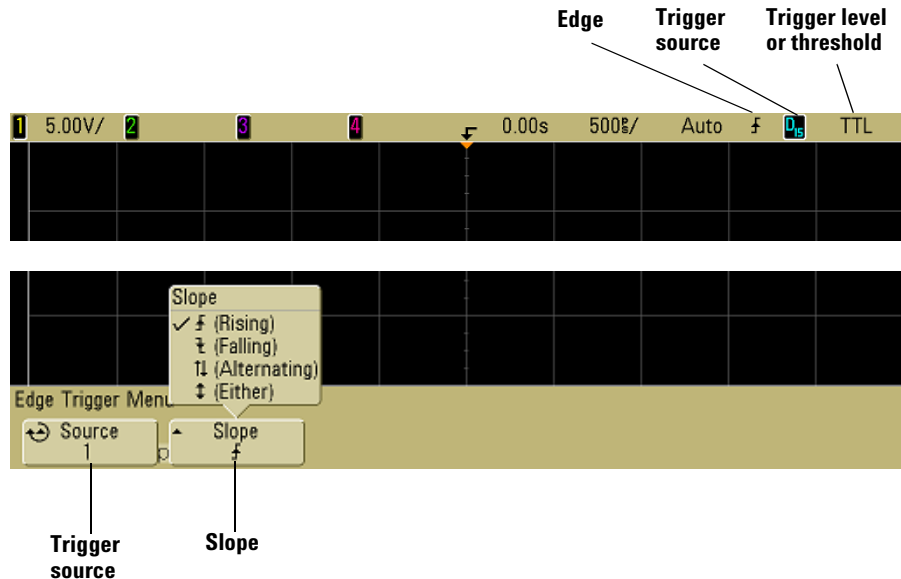 Edge
Trigger source
Trigger level or threshold
1 5.00V/ 2 3 4 0.00s 500㎱/ Auto D15 TTL
Slope
(Rising)
(Falling)
(Alternating)
(Either)
Edge Trigger Menu
Source
1
Slope
Trigger source
Slope